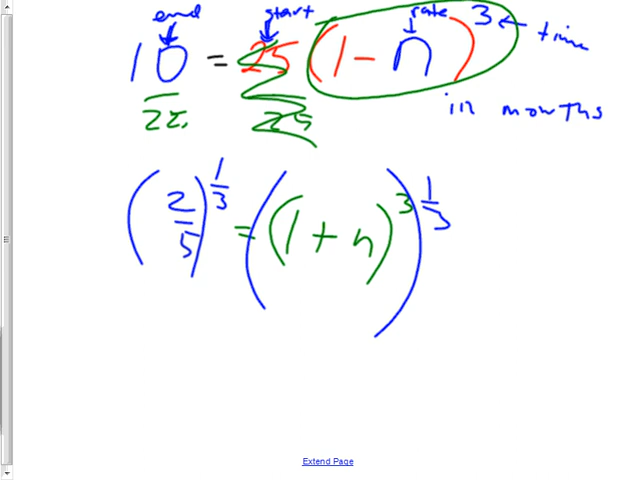 end start rate 3 ← time
10 = 25 (1 - n)
25 25 in months
(2/5)^1/3 = ((1 + n)^3)^1/3
Extend Page